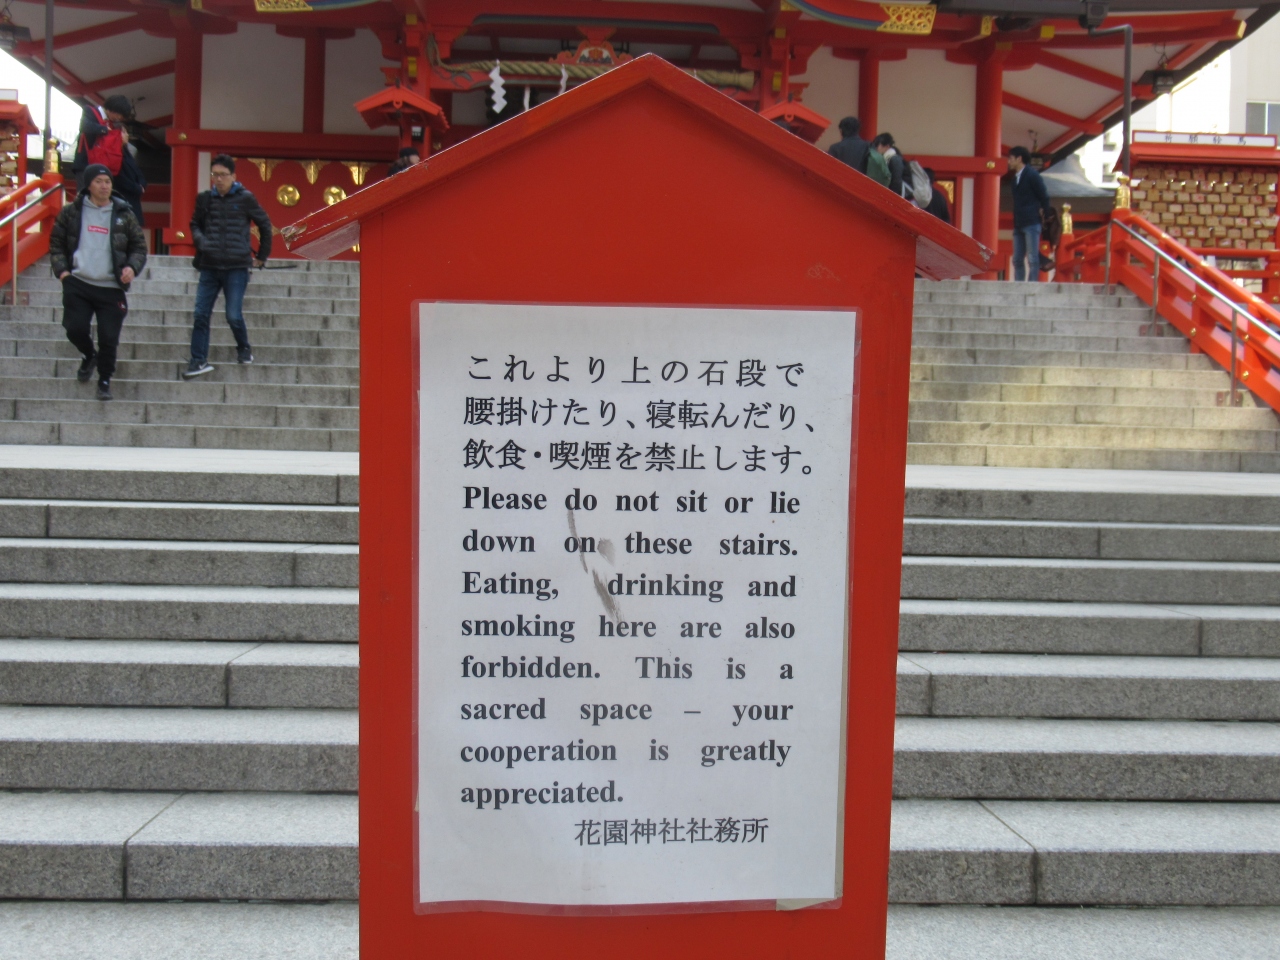 これより上の石段で
腰掛けたり、寝転んだり、
飲食・喫煙を禁止します。
Please do not sit or lie
down on these stairs.
Eating, drinking and
smoking here are also
forbidden. This is a
sacred space – your
cooperation is greatly
appreciated.
花園神社社務所